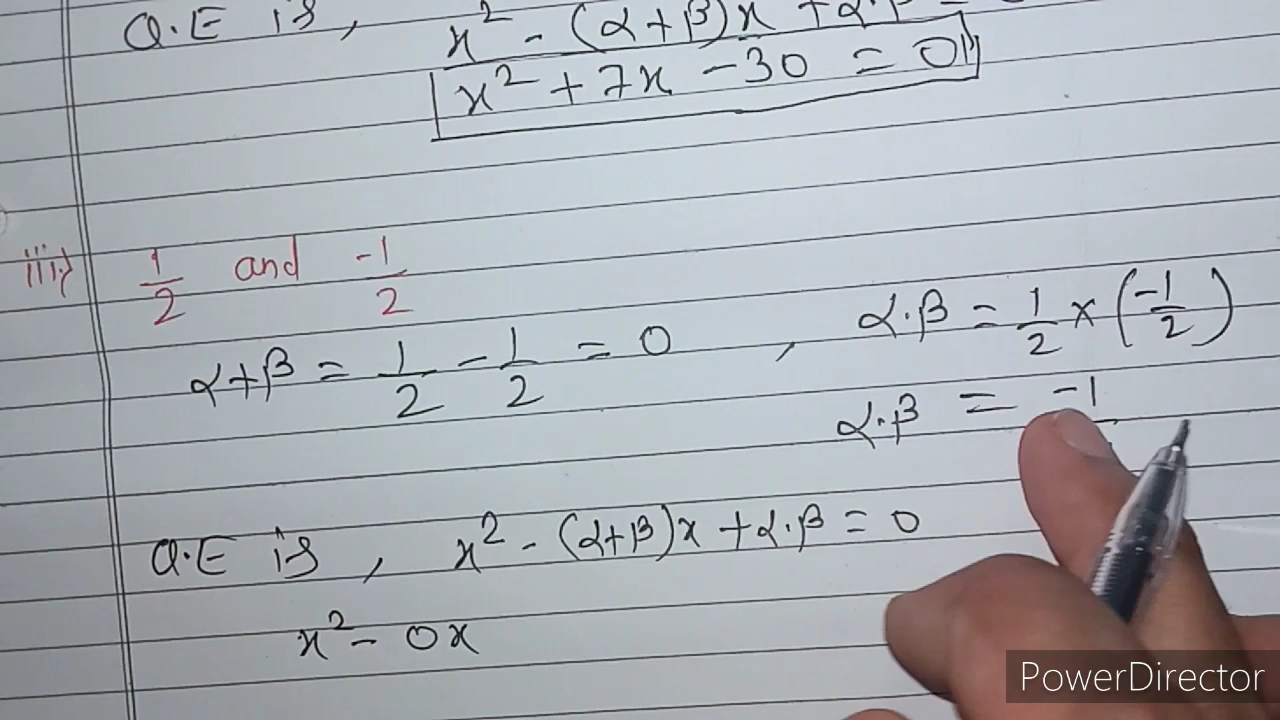 Q.E is, x² - (α+β)x + α.β =
x² + 7x - 30 = 0
iii) 1/2 and -1/2
α+β = 1/2 - 1/2 = 0 , α.β = 1/2 × (-1/2)
α.β = -1
Q.E is, x² - (α+β)x + α.β = 0
x² - 0x
PowerDirector